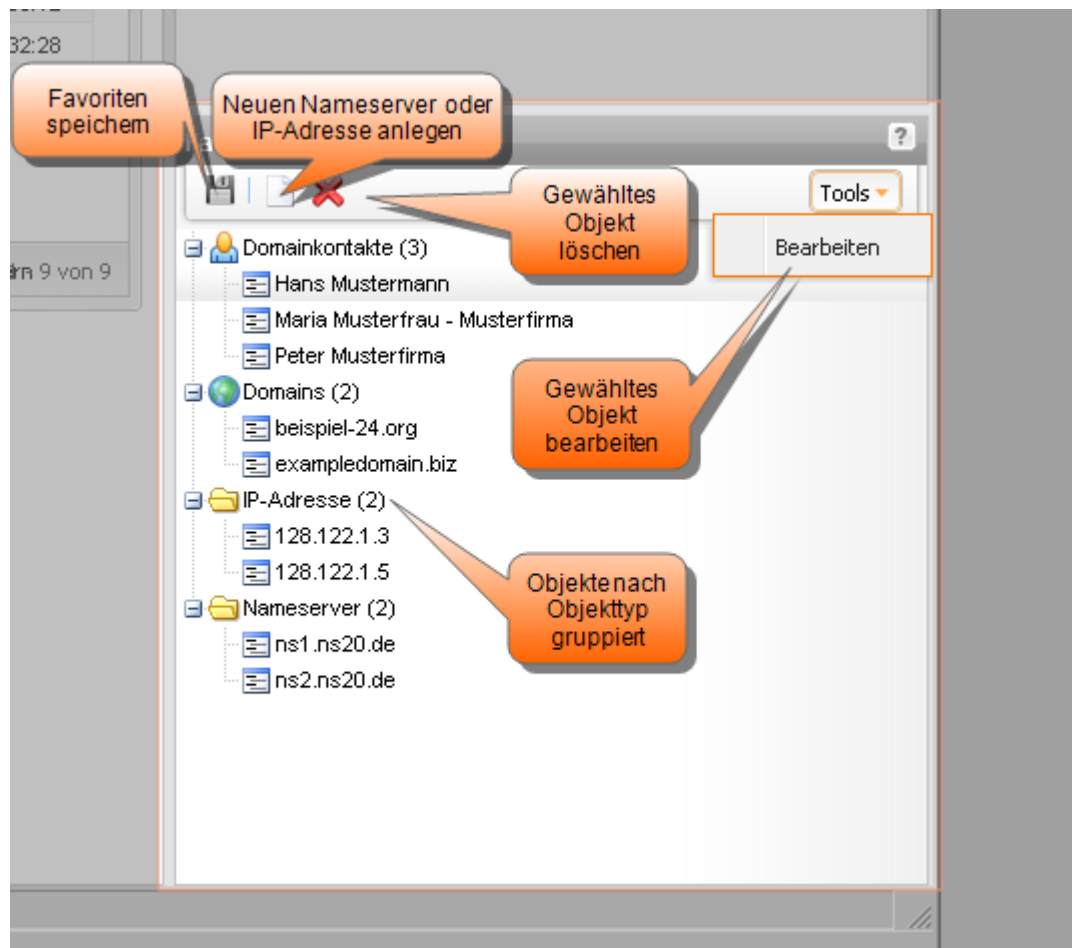 32:28
Favoriten
speichern
Neuen Nameserver oder
IP-Adresse anlegen
?
Tools
Gewähltes
Objekt
löschen
Bearbeiten
Domainkontakte (3)
9 von 9
Hans Mustermann
Maria Musterfrau - Musterfirma
Peter Musterfirma
Domains (2)
Gewähltes
Objekt
bearbeiten
beispiel-24.org
exampledomain.biz
IP-Adresse (2)
128.122.1.3
128.122.1.5
Objekte nach
Objekttyp
gruppiert
Nameserver (2)
ns1.ns20.de
ns2.ns20.de